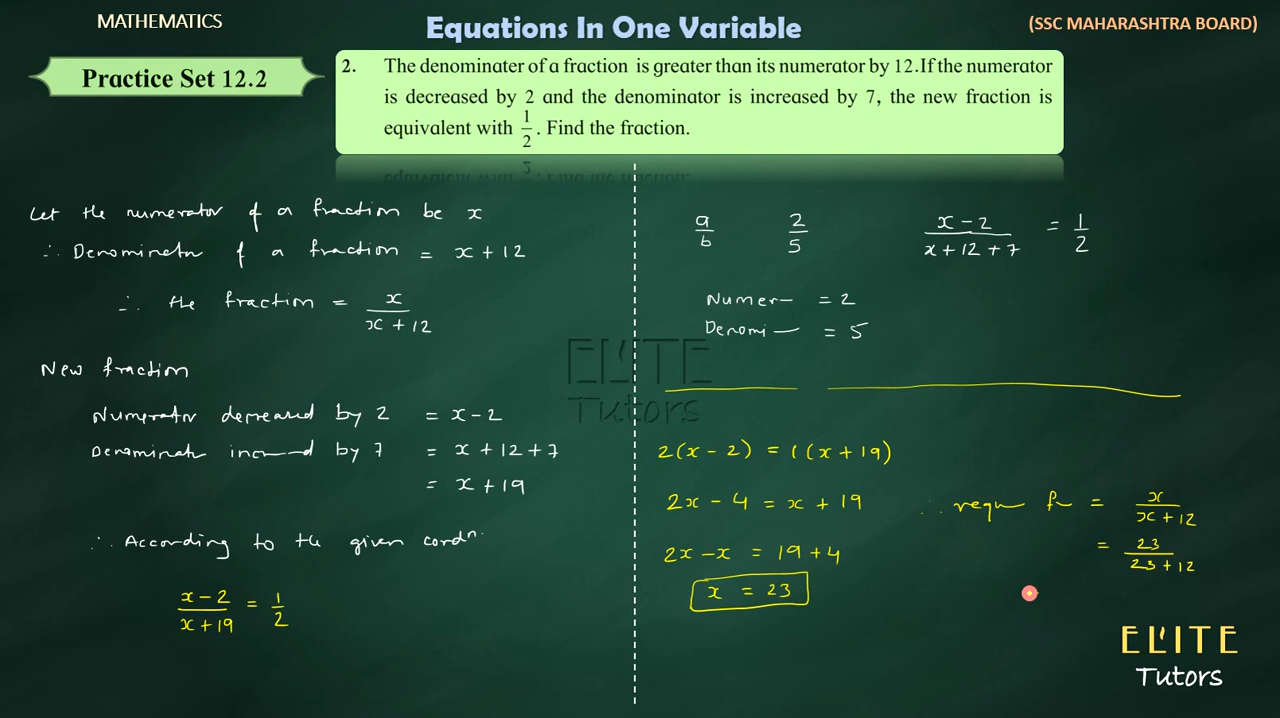 MATHEMATICS
Equations In One Variable
(SSC MAHARASHTRA BOARD)
Practice Set 12.2
2. The denominater of a fraction is greater than its numerator by 12.If the numerator
is decreased by 2 and the denominator is increased by 7, the new fraction is
equivalent with 1/2. Find the fraction.
Let the numerator of a fraction be x
∴ Denominator of a fraction = x + 12
∴ the fraction = x/(x + 12)
New fraction
Numerator decreased by 2 = x - 2
by 7 = x + 12 + 7
= x + 19
∴ According to the given condn.
(x - 2)/(x + 19) = 1/2
a/b 2/5 (x - 2)/(x + 12 + 7) = 1/2
Numer— = 2
Denomi— = 5
ELITE
Tutors
2(x - 2) = 1(x + 19)
2x - 4 = x + 19
2x - x = 19 + 4
x = 23
∴ requ fr = x/(x + 12)
= 23/(23 + 12)
EL'ITE
Tutors